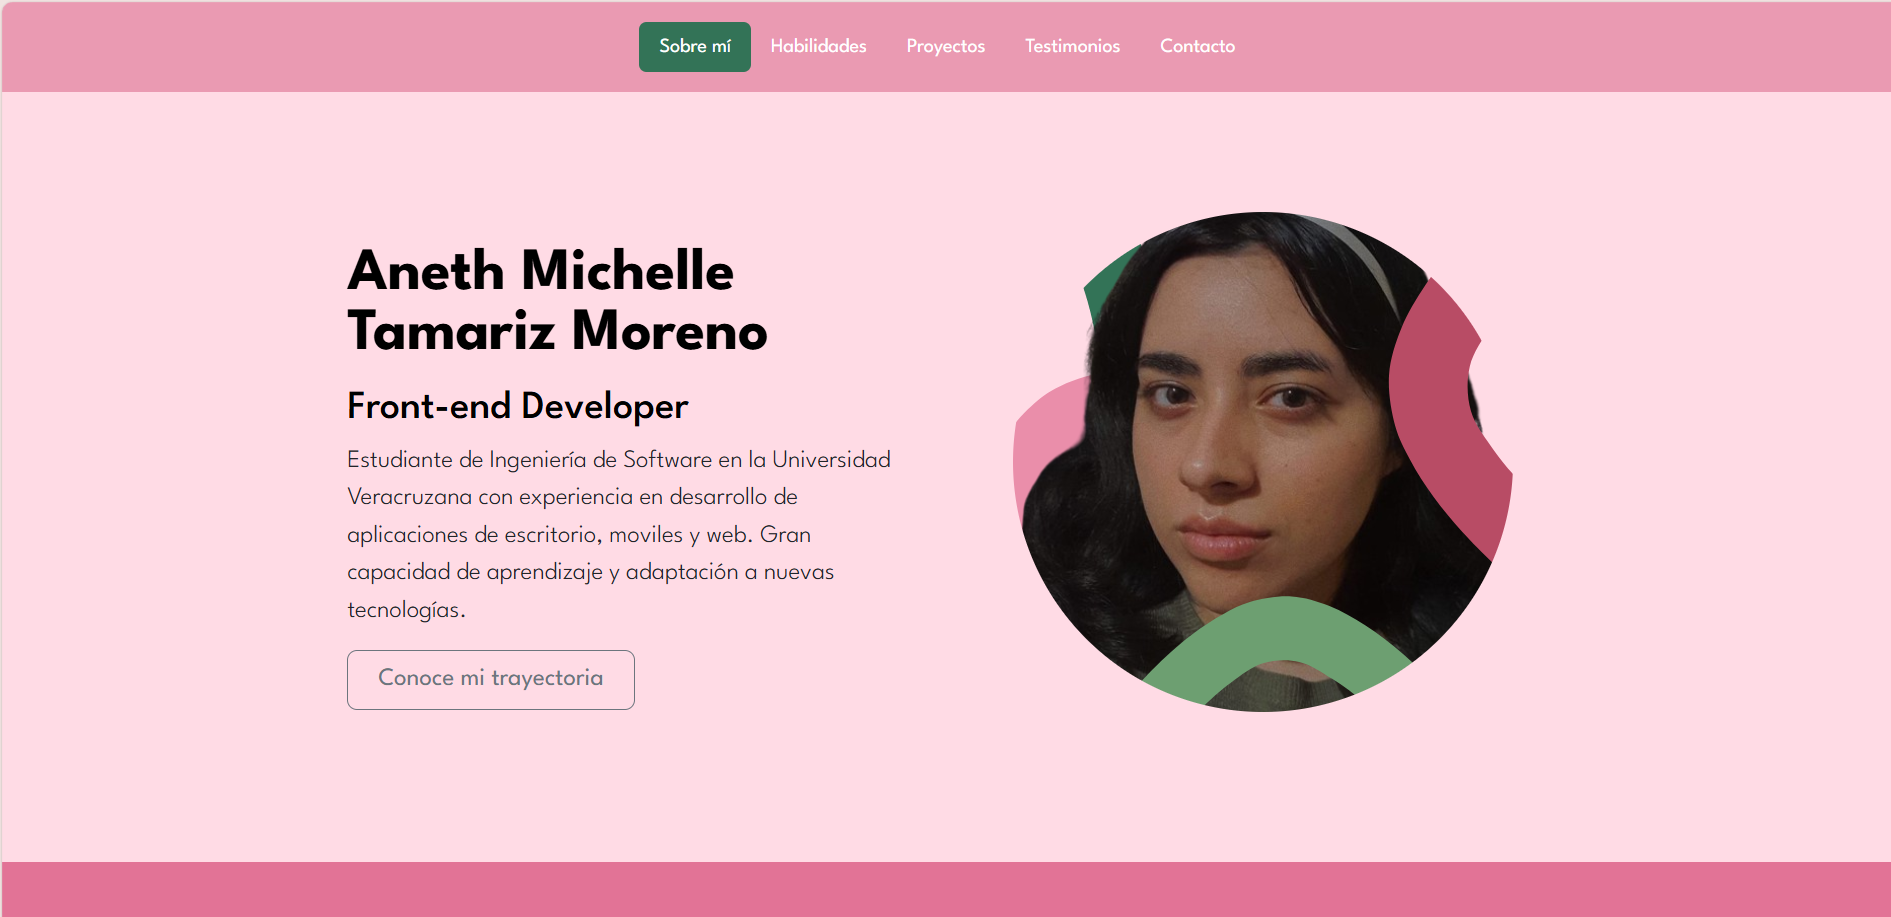 Sobre mí
Habilidades
Proyectos
Testimonios
Contacto
Aneth Michelle
Tamariz Moreno
Front-end Developer
Estudiante de Ingeniería de Software en la Universidad
Veracruzana con experiencia en desarrollo de
aplicaciones de escritorio, moviles y web. Gran
capacidad de aprendizaje y adaptación a nuevas
tecnologías.
Conoce mi trayectoria